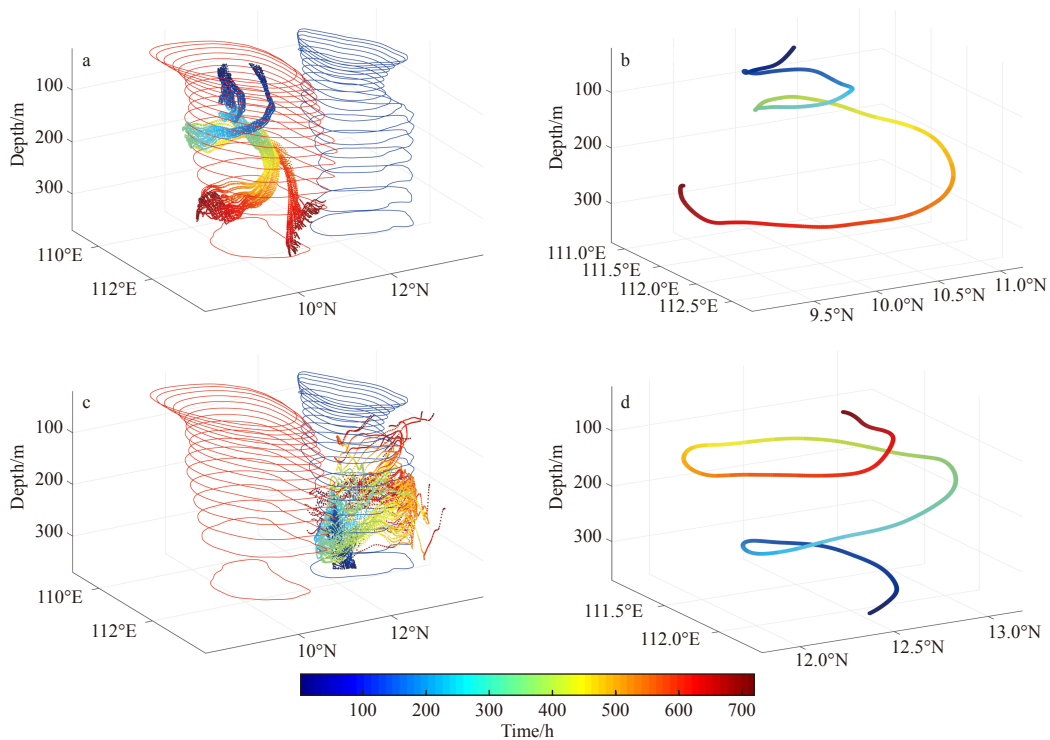 a
Depth/m
100
200
300
110°E
112°E
10°N
12°N
b
Depth/m
100
200
300
111.0°E
111.5°E
112.0°E
112.5°E
9.5°N
10.0°N
10.5°N
11.0°N
c
Depth/m
100
200
300
110°E
112°E
10°N
12°N
d
Depth/m
100
200
300
111.5°E
112.0°E
12.0°N
12.5°N
13.0°N
100 200 300 400 500 600 700
Time/h